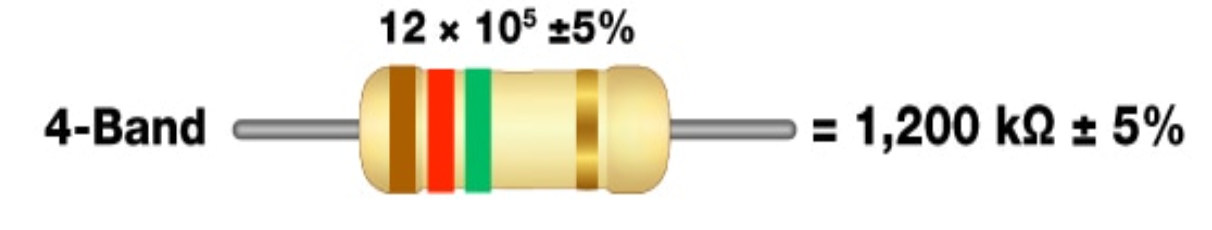 12 × 10⁵ ±5%
4-Band = 1,200 kΩ ± 5%